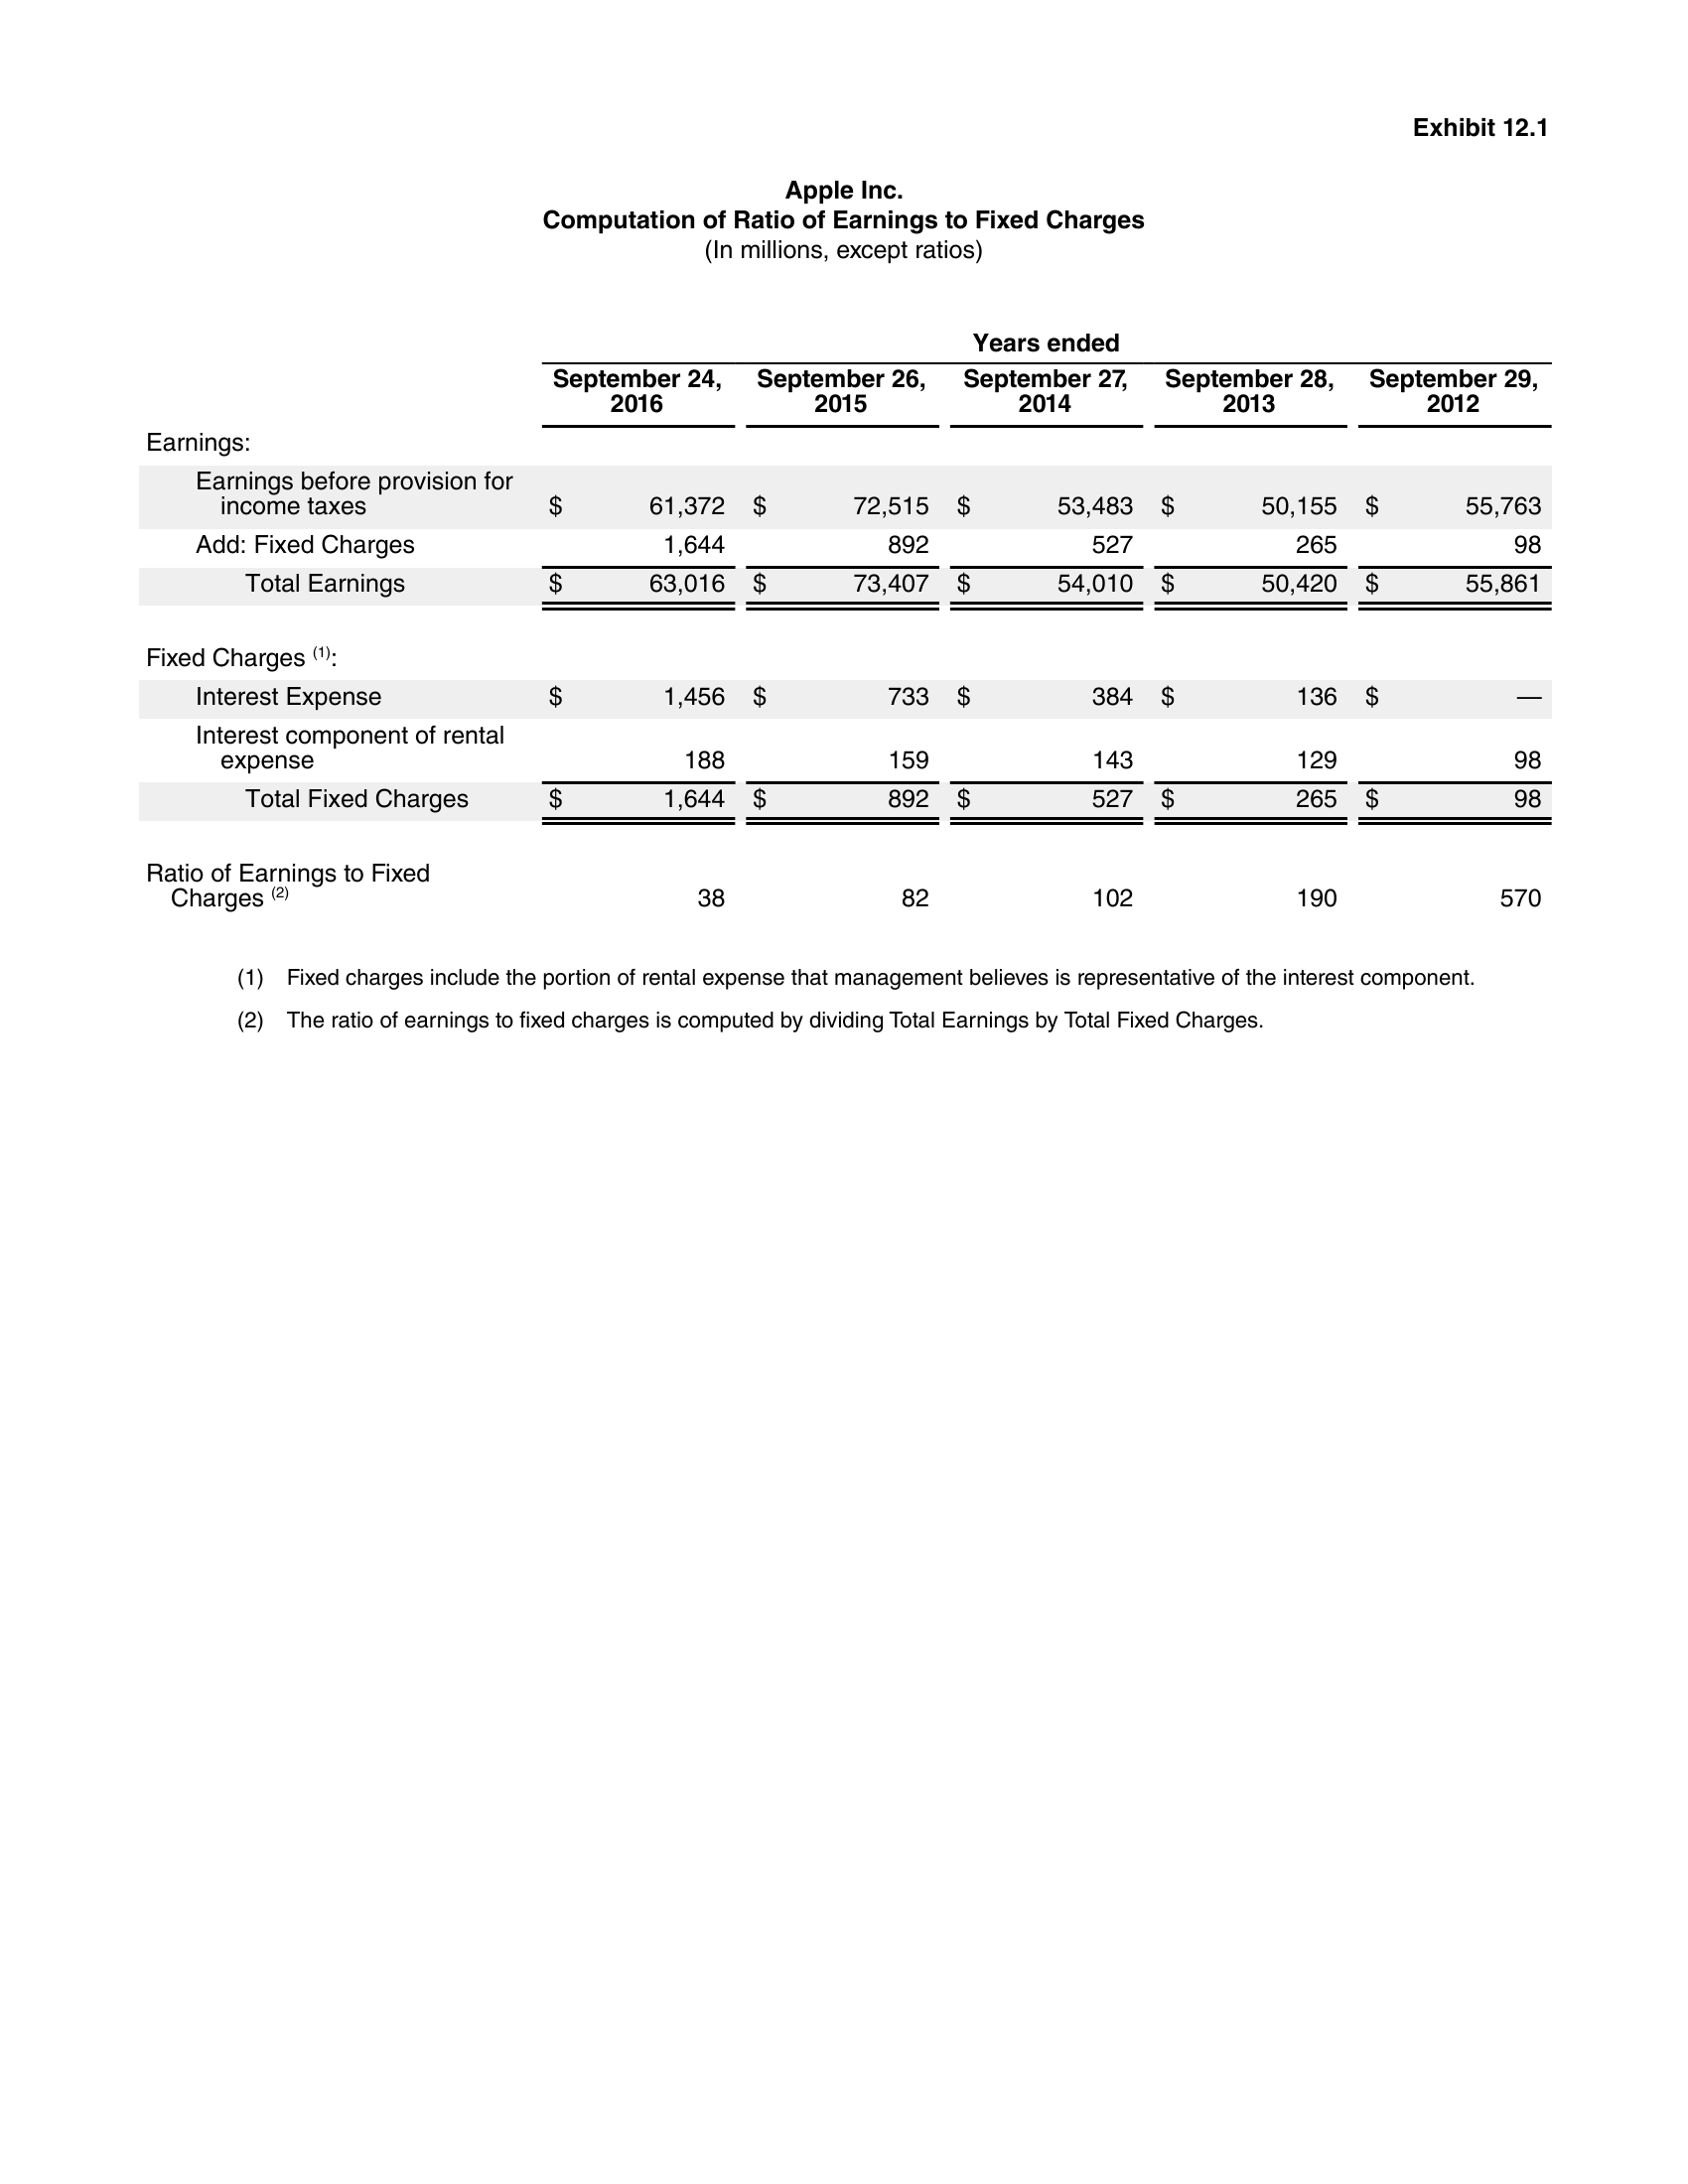 Exhibit 12.1
Apple Inc.
Computation of Ratio of Earnings to Fixed Charges
(In millions, except ratios)
Years ended
September 24, 2016 September 26, 2015 September 27, 2014 September 28, 2013 September 29, 2012
Earnings:
Earnings before provision for
income taxes $ 61,372 $ 72,515 $ 53,483 $ 50,155 $ 55,763
Add: Fixed Charges 1,644 892 527 265 98
Total Earnings $ 63,016 $ 73,407 $ 54,010 $ 50,420 $ 55,861
Fixed Charges (1):
Interest Expense $ 1,456 $ 733 $ 384 $ 136 $ —
Interest component of rental
expense 188 159 143 129 98
Total Fixed Charges $ 1,644 $ 892 $ 527 $ 265 $ 98
Ratio of Earnings to Fixed
Charges (2) 38 82 102 190 570
(1) Fixed charges include the portion of rental expense that management believes is representative of the interest component.
(2) The ratio of earnings to fixed charges is computed by dividing Total Earnings by Total Fixed Charges.